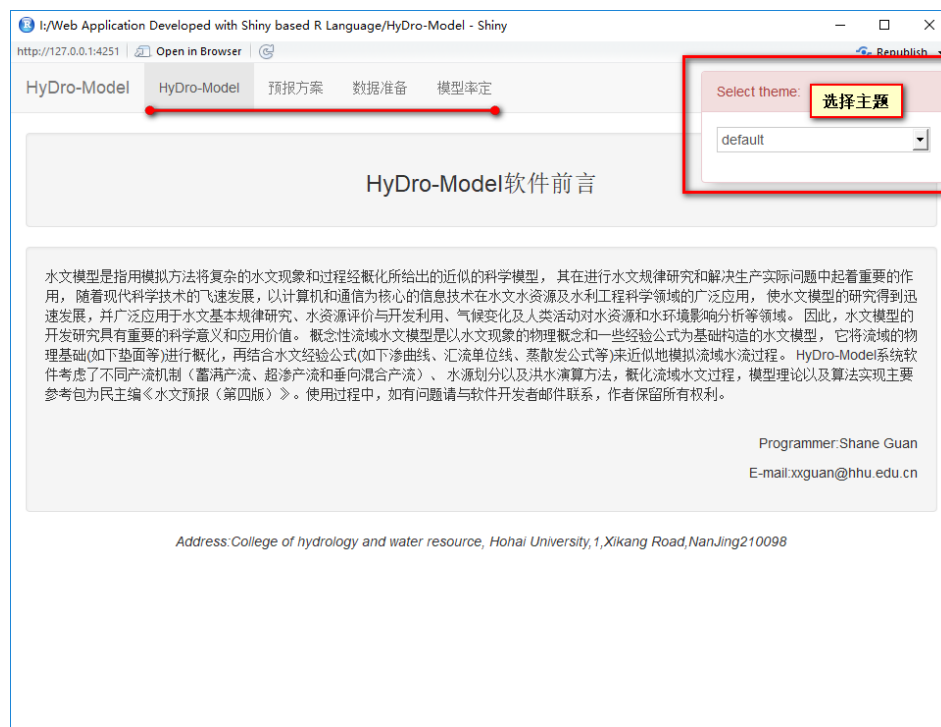 I:/Web Application Developed with Shiny based R Language/HyDro-Model - Shiny
http://127.0.0.1:4251 Open in Browser Republish
HyDro-Model HyDro-Model 预报方案 数据准备 模型率定
Select theme: 选择主题
default
HyDro-Model软件前言
水文模型是指用模拟方法将复杂的水文现象和过程经概化所给出的近似的科学模型， 其在进行水文规律研究和解决生产实际问题中起着重要的作
用， 随着现代科学技术的飞速发展，以计算机和通信为核心的信息技术在水文水资源及水利工程科学领域的广泛应用， 使水文模型的研究得到迅
速发展，并广泛应用于水文基本规律研究、水资源评价与开发利用、气候变化及人类活动对水资源和水环境影响分析等领域。 因此，水文模型的
开发研究具有重要的科学意义和应用价值。 概念性流域水文模型是以水文现象的物理概念和一些经验公式为基础构造的水文模型， 它将流域的物
理基础(如下垫面等)进行概化，再结合水文经验公式(如下渗曲线、汇流单位线、蒸散发公式等)来近似地模拟流域水流过程。 HyDro-Model系统软
件考虑了不同产流机制（蓄满产流、超渗产流和垂向混合产流）、 水源划分以及洪水演算方法，概化流域水文过程，模型理论以及算法实现主要
参考包为民主编《水文预报（第四版）》。使用过程中，如有问题请与软件开发者邮件联系，作者保留所有权利。
Programmer:Shane Guan
E-mail:xxguan@hhu.edu.cn
Address:College of hydrology and water resource, Hohai University,1,Xikang Road,NanJing210098